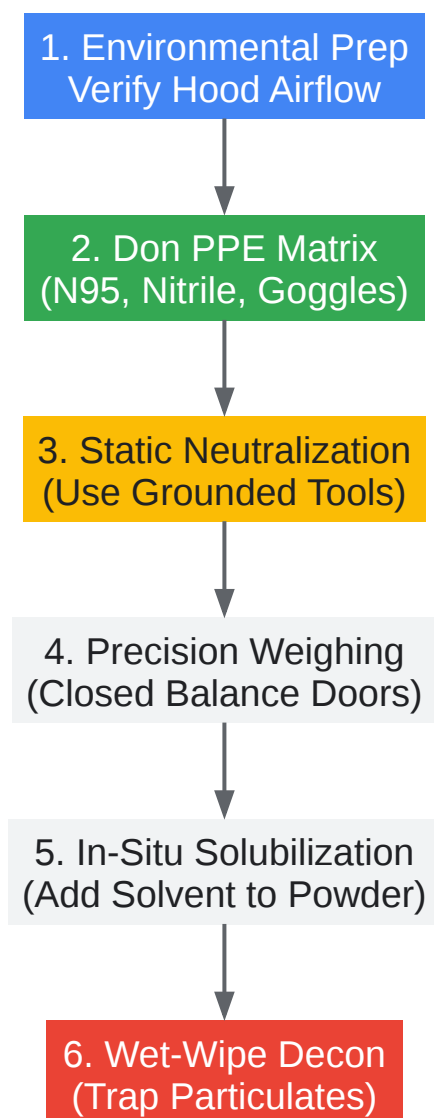 1. Environmental Prep
Verify Hood Airflow
2. Don PPE Matrix
(N95, Nitrile, Goggles)
3. Static Neutralization
(Use Grounded Tools)
4. Precision Weighing
(Closed Balance Doors)
5. In-Situ Solubilization
(Add Solvent to Powder)
6. Wet-Wipe Decon
(Trap Particulates)